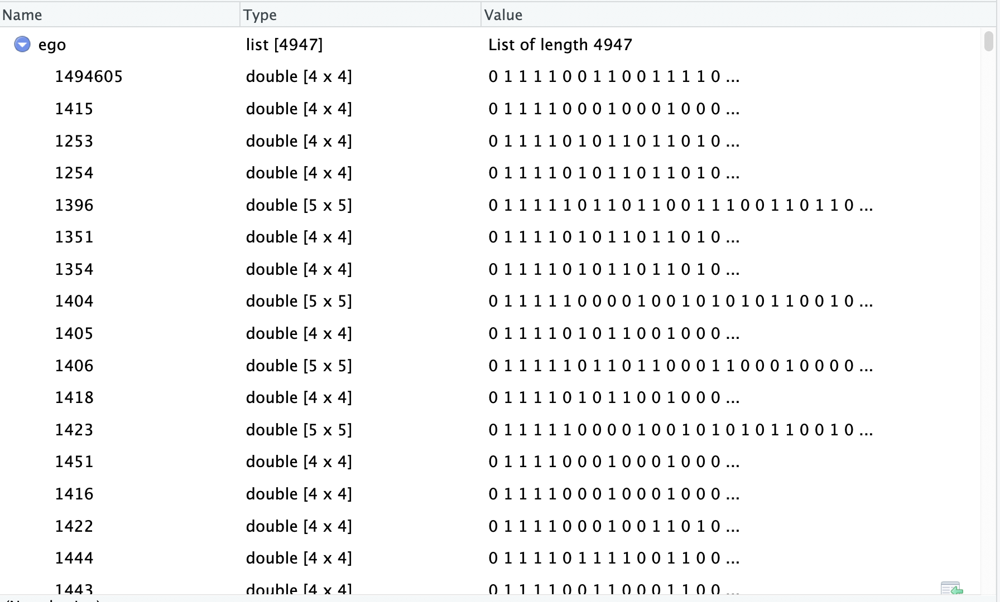 Name Type Value
ego list [4947] List of length 4947
1494605 double [4 x 4] 0 1 1 1 1 0 0 1 1 0 0 1 1 1 1 0 ...
1415 double [4 x 4] 0 1 1 1 1 0 0 0 1 0 0 0 1 0 0 0 ...
1253 double [4 x 4] 0 1 1 1 1 0 1 0 1 1 0 1 1 0 1 0 ...
1254 double [4 x 4] 0 1 1 1 1 0 1 0 1 1 0 1 1 0 1 0 ...
1396 double [5 x 5] 0 1 1 1 1 1 0 1 1 0 1 1 0 0 1 1 1 0 0 1 1 0 1 1 0 ...
1351 double [4 x 4] 0 1 1 1 1 0 1 0 1 1 0 1 1 0 1 0 ...
1354 double [4 x 4] 0 1 1 1 1 0 1 0 1 1 0 1 1 0 1 0 ...
1404 double [5 x 5] 0 1 1 1 1 1 0 0 0 0 1 0 0 1 0 1 0 1 0 1 1 0 0 1 0 ...
1405 double [4 x 4] 0 1 1 1 1 0 1 0 1 1 0 0 1 0 0 0 ...
1406 double [5 x 5] 0 1 1 1 1 1 0 1 1 0 1 1 0 0 0 1 1 0 0 0 1 0 0 0 0 ...
1418 double [4 x 4] 0 1 1 1 1 0 1 0 1 1 0 0 1 0 0 0 ...
1423 double [5 x 5] 0 1 1 1 1 1 0 0 0 0 1 0 0 1 0 1 0 1 0 1 1 0 0 1 0 ...
1451 double [4 x 4] 0 1 1 1 1 0 0 0 1 0 0 0 1 0 0 0 ...
1416 double [4 x 4] 0 1 1 1 1 0 0 0 1 0 0 0 1 0 0 0 ...
1422 double [4 x 4] 0 1 1 1 1 0 0 0 1 0 0 1 1 0 1 0 ...
1444 double [4 x 4] 0 1 1 1 1 0 1 1 1 1 0 0 1 1 0 0 ...
1443 double [4 x 4] 0 1 1 1 1 0 0 1 1 0 0 0 1 1 0 0 ...